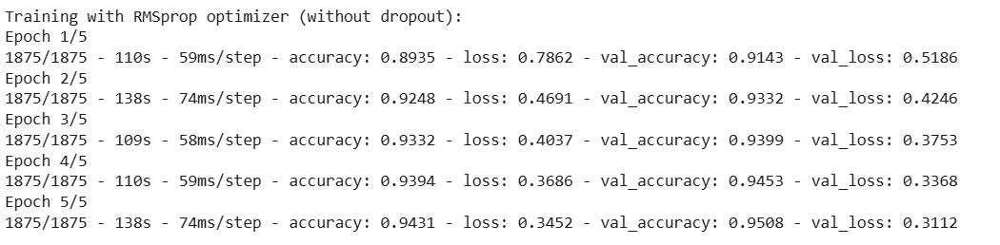 Training with RMSprop optimizer (without dropout):
Epoch 1/5
1875/1875 - 110s - 59ms/step - accuracy: 0.8935 - loss: 0.7862 - val_accuracy: 0.9143 - val_loss: 0.5186
Epoch 2/5
1875/1875 - 138s - 74ms/step - accuracy: 0.9248 - loss: 0.4691 - val_accuracy: 0.9332 - val_loss: 0.4246
Epoch 3/5
1875/1875 - 109s - 58ms/step - accuracy: 0.9332 - loss: 0.4037 - val_accuracy: 0.9399 - val_loss: 0.3753
Epoch 4/5
1875/1875 - 110s - 59ms/step - accuracy: 0.9394 - loss: 0.3686 - val_accuracy: 0.9453 - val_loss: 0.3368
Epoch 5/5
1875/1875 - 138s - 74ms/step - accuracy: 0.9431 - loss: 0.3452 - val_accuracy: 0.9508 - val_loss: 0.3112